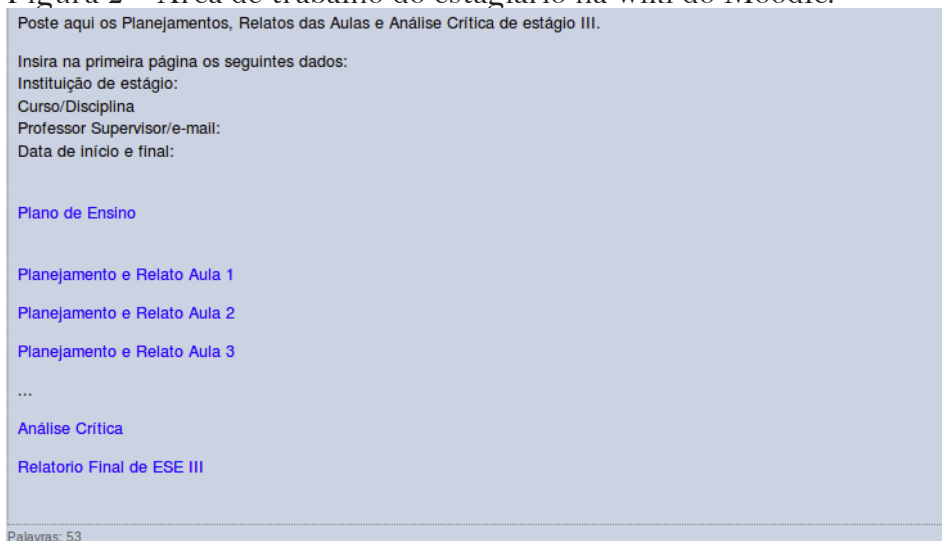 Figura 2 – Área de trabalho do estagiário na wiki do Moodle.
Poste aqui os Planejamentos, Relatos das Aulas e Análise Crítica de estágio III.
Insira na primeira página os seguintes dados:
Instituição de estágio:
Curso/Disciplina
Professor Supervisor/e-mail:
Data de início e final:
Plano de Ensino
Planejamento e Relato Aula 1
Planejamento e Relato Aula 2
Planejamento e Relato Aula 3
...
Análise Crítica
Relatorio Final de ESE III
Palavras: 53